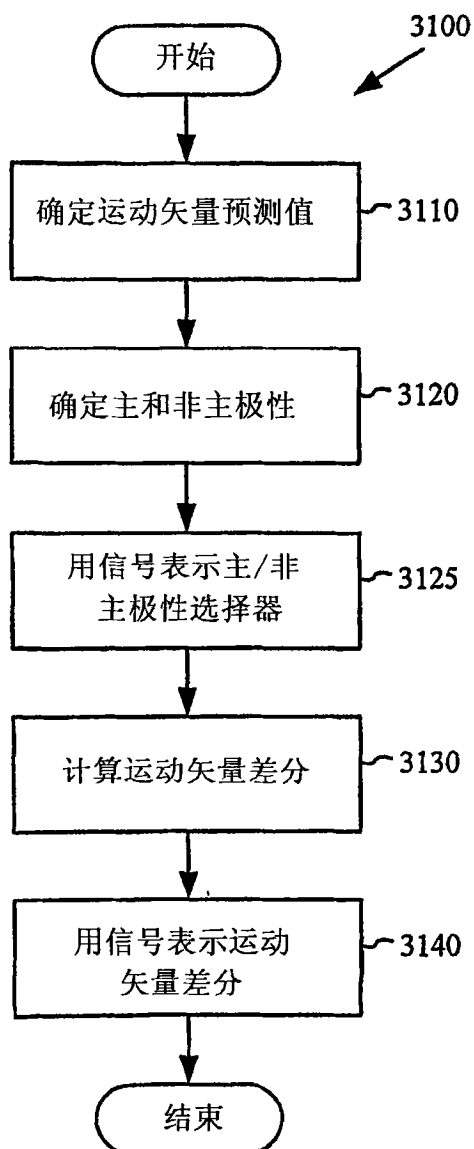 3100
开始
确定运动矢量预测值
3110
确定主和非主极性
3120
用信号表示主/非
主极性选择器
3125
计算运动矢量差分
3130
用信号表示运动
矢量差分
3140
结束